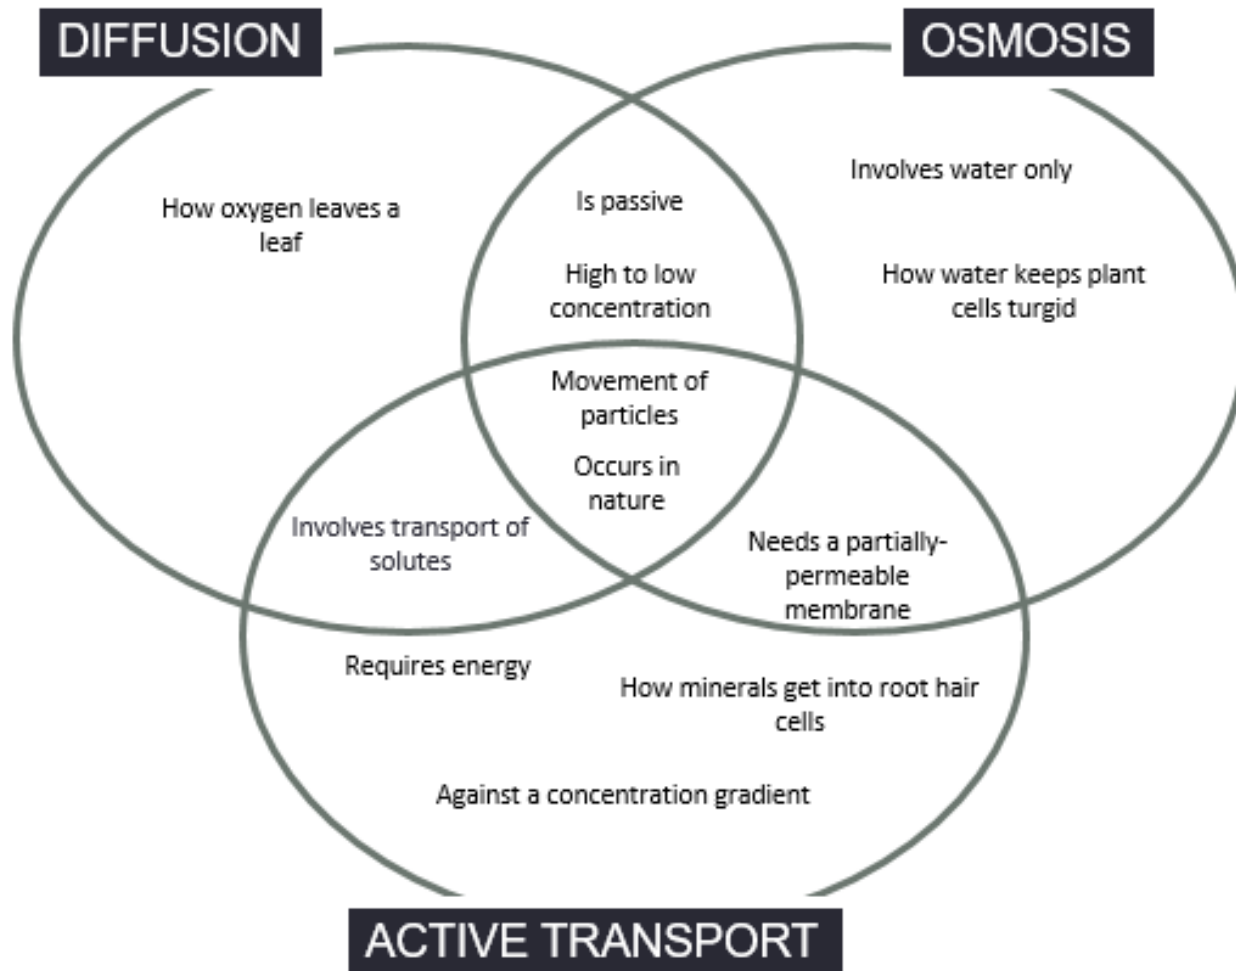 DIFFUSION
OSMOSIS
How oxygen leaves a
leaf
Is passive
High to low
concentration
Involves water only
How water keeps plant
cells turgid
Movement of
particles
Occurs in
nature
Involves transport of
solutes
Needs a partially-
permeable
membrane
Requires energy
How minerals get into root hair
cells
Against a concentration gradient
ACTIVE TRANSPORT